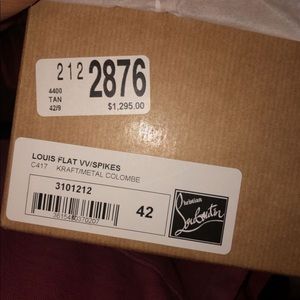 212 2876
4400
TAN
42/9
$1,295.00
LOUIS FLAT VV/SPIKES
C417 KRAFT/METAL COLOMBE
3101212
42
Christian
Louboutin